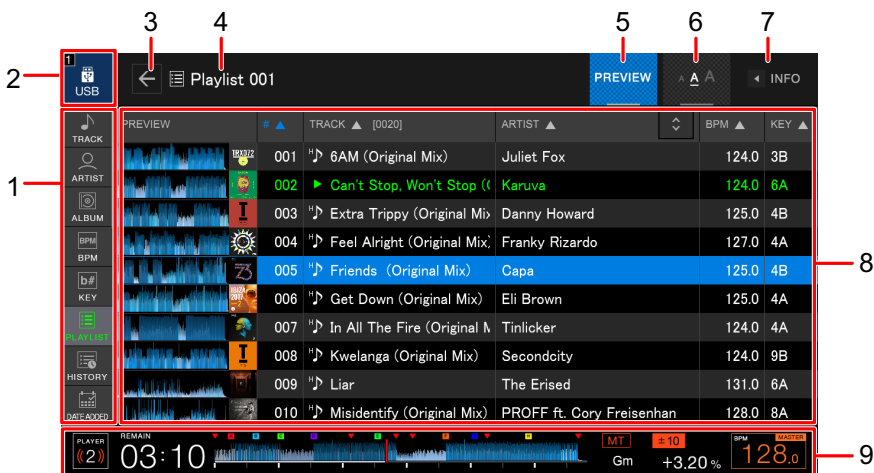 3 4 5 6 7
2 1 USB ← Playlist 001 PREVIEW A A A INFO
1
TRACK
ARTIST
ALBUM
BPM
BPM
b#
KEY
PLAYLIST
HISTORY
DATE ADDED
PREVIEW # ▲ TRACK ▲ [0020] ARTIST ▲ BPM ▲ KEY ▲
001 6AM (Original Mix) Juliet Fox 124.0 3B
002 Can't Stop, Won't Stop (( Karuva 124.0 6A
003 Extra Trippy (Original Mix Danny Howard 125.0 4B
004 Feel Alright (Original Mix) Franky Rizardo 127.0 4A
005 Friends (Original Mix) Capa 125.0 4B
006 Get Down (Original Mix) Eli Brown 125.0 4A
007 In All The Fire (Original M Tinlicker 124.0 4A
008 Kwelanga (Original Mix) Secondcity 124.0 9B
009 Liar The Erised 131.0 6A
010 Misidentify (Original Mix) PROFF ft. Cory Freisenhan 128.0 8A
8
PLAYER 2 REMAIN 03:10 MT Gm ±10 +3.20 % BPM MASTER 128.0
9